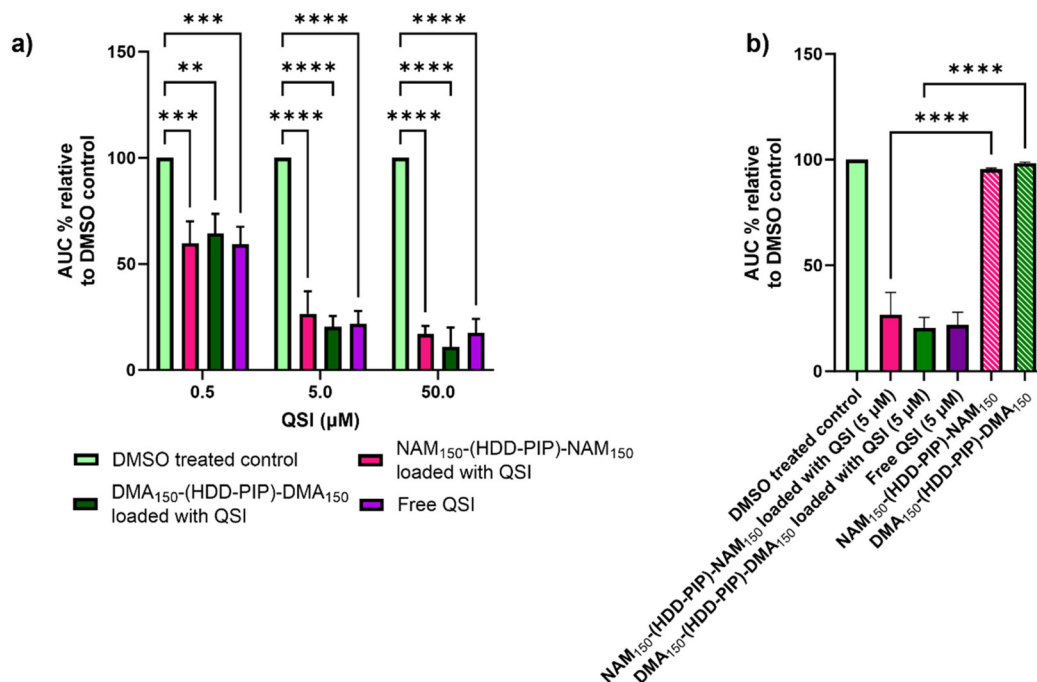 a)
AUC % relative
to DMSO control
150
100
50
0
*** ** ***
**** **** ****
**** **** ****
0.5 5.0 50.0
QSI (µM)
DMSO treated control
DMA₁₅₀-(HDD-PIP)-DMA₁₅₀
loaded with QSI
NAM₁₅₀-(HDD-PIP)-NAM₁₅₀
loaded with QSI
Free QSI
b)
AUC % relative
to DMSO control
150
100
50
0
****
****
DMSO treated control
NAM₁₅₀-(HDD-PIP)-NAM₁₅₀ loaded with QSI (5 µM)
DMA₁₅₀-(HDD-PIP)-DMA₁₅₀ loaded with QSI (5 µM)
Free QSI (5 µM)
NAM₁₅₀-(HDD-PIP)-NAM₁₅₀
DMA₁₅₀-(HDD-PIP)-DMA₁₅₀